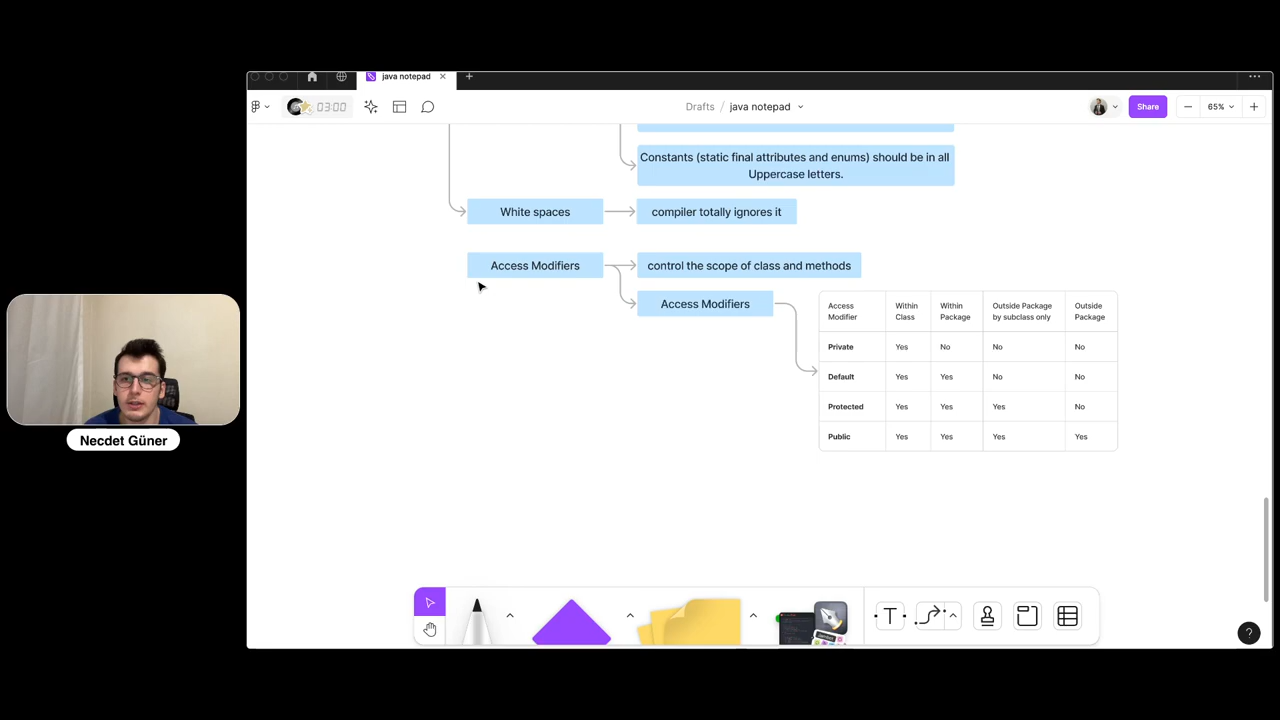 java notepad
03:00
Drafts / java notepad
Share
65%
Constants (static final attributes and enums) should be in all
Uppercase letters.
White spaces
compiler totally ignores it
Access Modifiers
control the scope of class and methods
Access Modifiers
Access Modifier
Within Class
Within Package
Outside Package by subclass only
Outside Package
Private Yes No No No
Default Yes Yes No No
Protected Yes Yes Yes No
Public Yes Yes Yes Yes
Necdet Güner
T
?